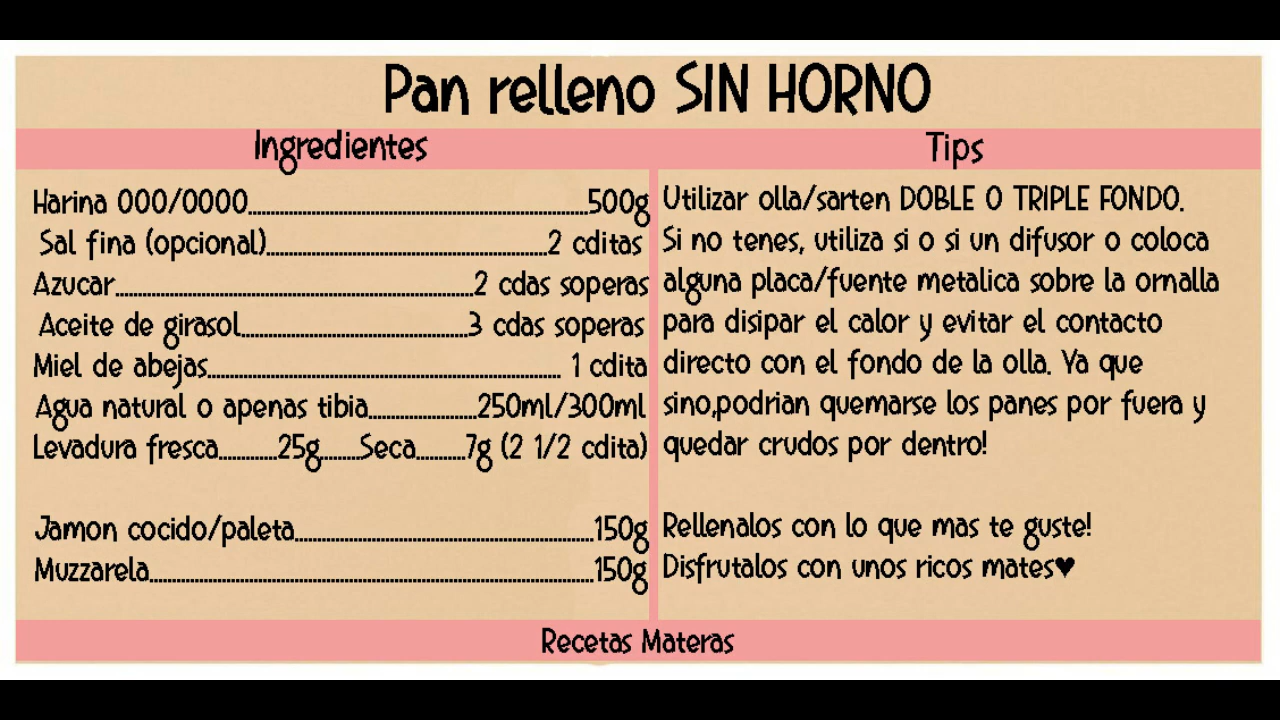 Pan relleno SIN HORNO
Ingredientes
Harina 000/0000........................500g
Sal fina (opcional)........................2 cditas
Azucar........................2 cdas soperas
Aceite de girasol........................3 cdas soperas
Miel de abejas........................ 1 cdita
Agua natural o apenas tibia..................250ml/300ml
Levadura fresca..........25g.......Seca.........7g (2 1/2 cdita)
Jamon cocido/paleta........................150g
Muzzarela........................150g
Tips
Utilizar olla/sarten DOBLE O TRIPLE FONDO.
Si no tenes, utiliza si o si un difusor o coloca
alguna placa/fuente metalica sobre la ornalla
para disipar el calor y evitar el contacto
directo con el fondo de la olla. Ya que
sino,podrian quemarse los panes por fuera y
quedar crudos por dentro!
Rellenalos con lo que mas te guste!
Disfrutalos con unos ricos mates♥
Recetas Materas